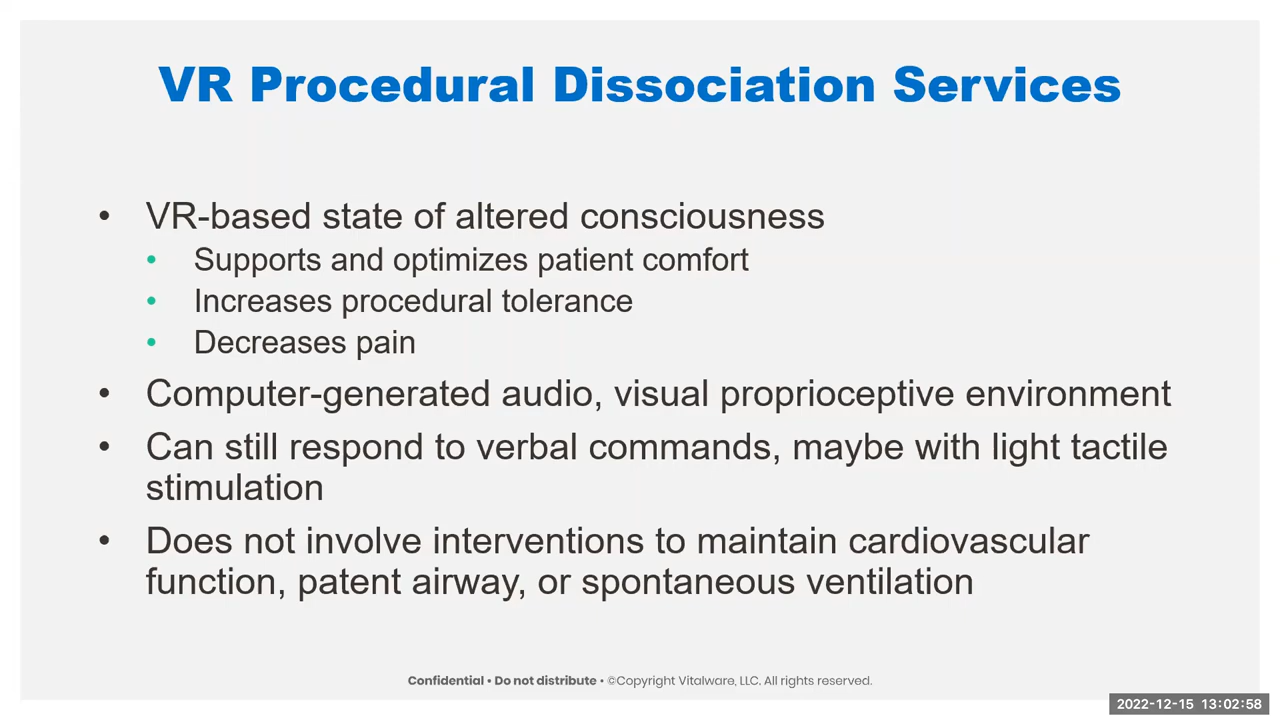 VR Procedural Dissociation Services
• VR-based state of altered consciousness
• Supports and optimizes patient comfort
• Increases procedural tolerance
• Decreases pain
• Computer-generated audio, visual proprioceptive environment
• Can still respond to verbal commands, maybe with light tactile
stimulation
• Does not involve interventions to maintain cardiovascular
function, patent airway, or spontaneous ventilation
Confidential • Do not distribute • ©Copyright Vitalware, LLC. All rights reserved.
2022-12-15 13:02:58